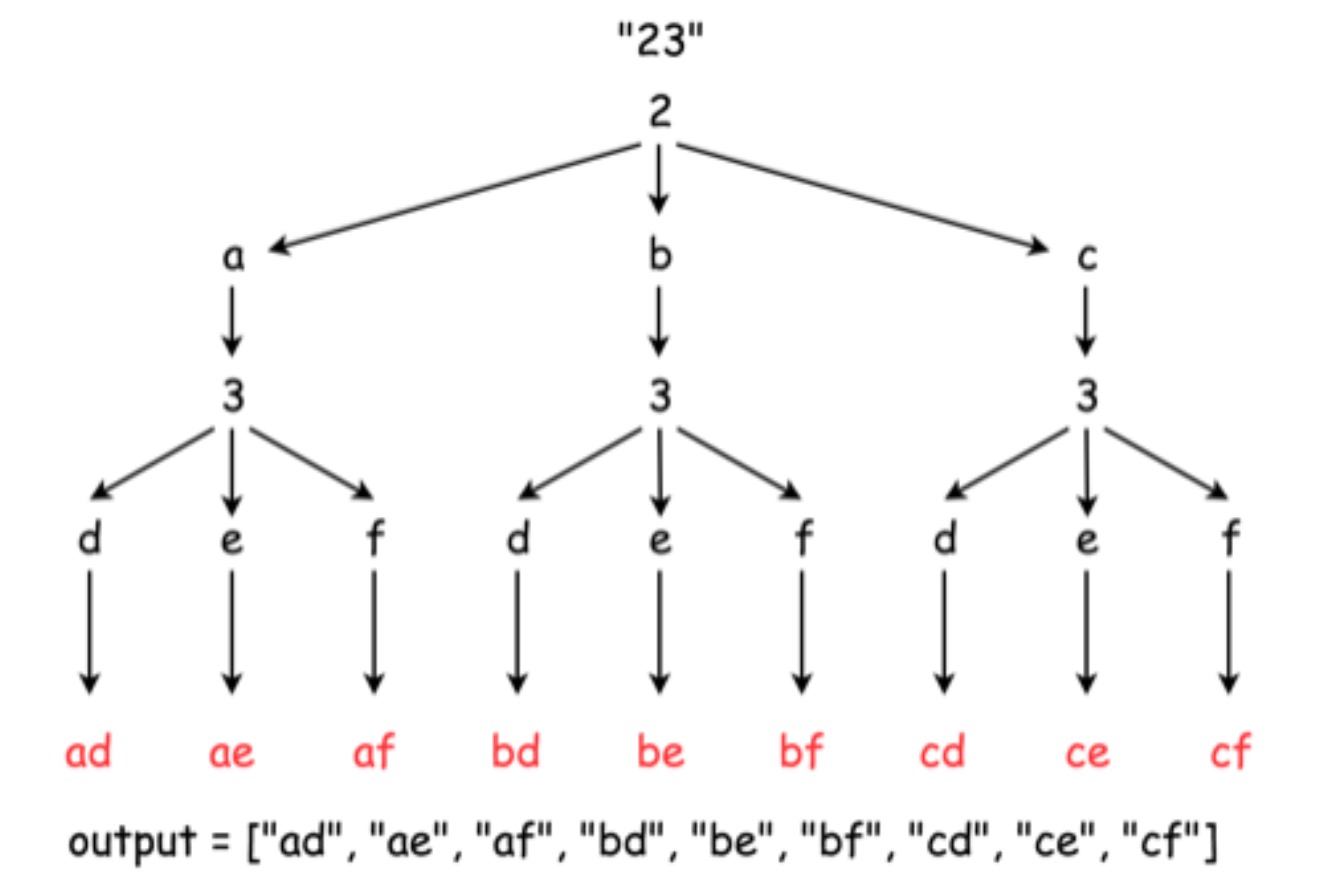 "23"
2
a b c
3 3 3
d e f d e f d e f
ad ae af bd be bf cd ce cf
output = ["ad", "ae", "af", "bd", "be", "bf", "cd", "ce", "cf"]